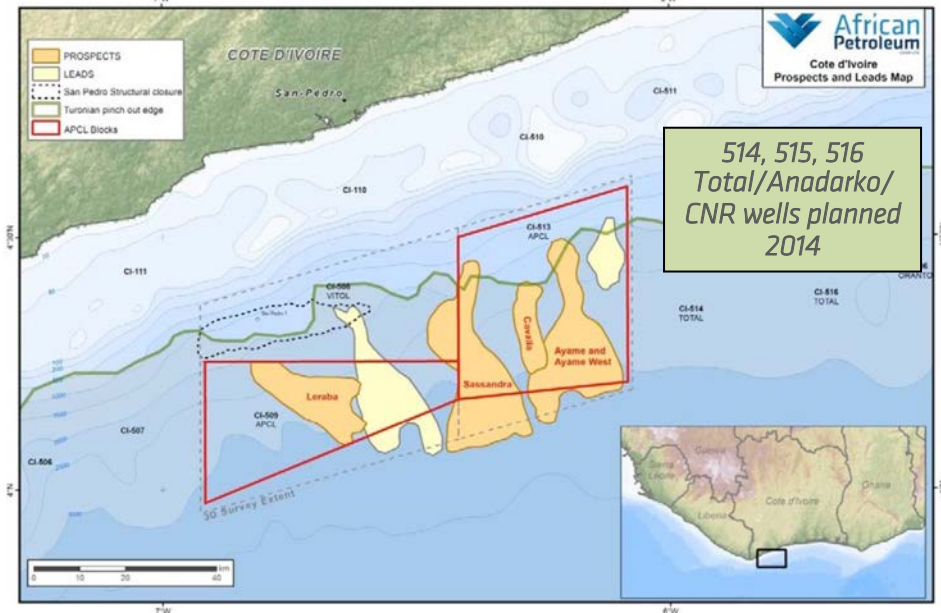 African
Petroleum
Cote d'Ivoire
Prospects and Leads Map
PROSPECTS
LEADS
San Pedro Structural closure
Turonian pinch out edge
APCL Blocks
COTE D'IVOIRE
San-Pedro
514, 515, 516
Total/Anadarko/
CNR wells planned
2014
CI-511
CI-510
CI-110
CI-111
CI-513
APCL
VITOL
CI-514
TOTAL
CI-516
TOTAL
Cavalla
Ayame and
Ayame West
Sassandra
Leraba
CI-509
APCL
CI-507
CI-506
3D Survey Extent
4°30'N
4°N
7°W
6°W
0 10 20 40
km
Guinea
Sierra
Leone
Liberia
Cote d'Ivoire
Ghana